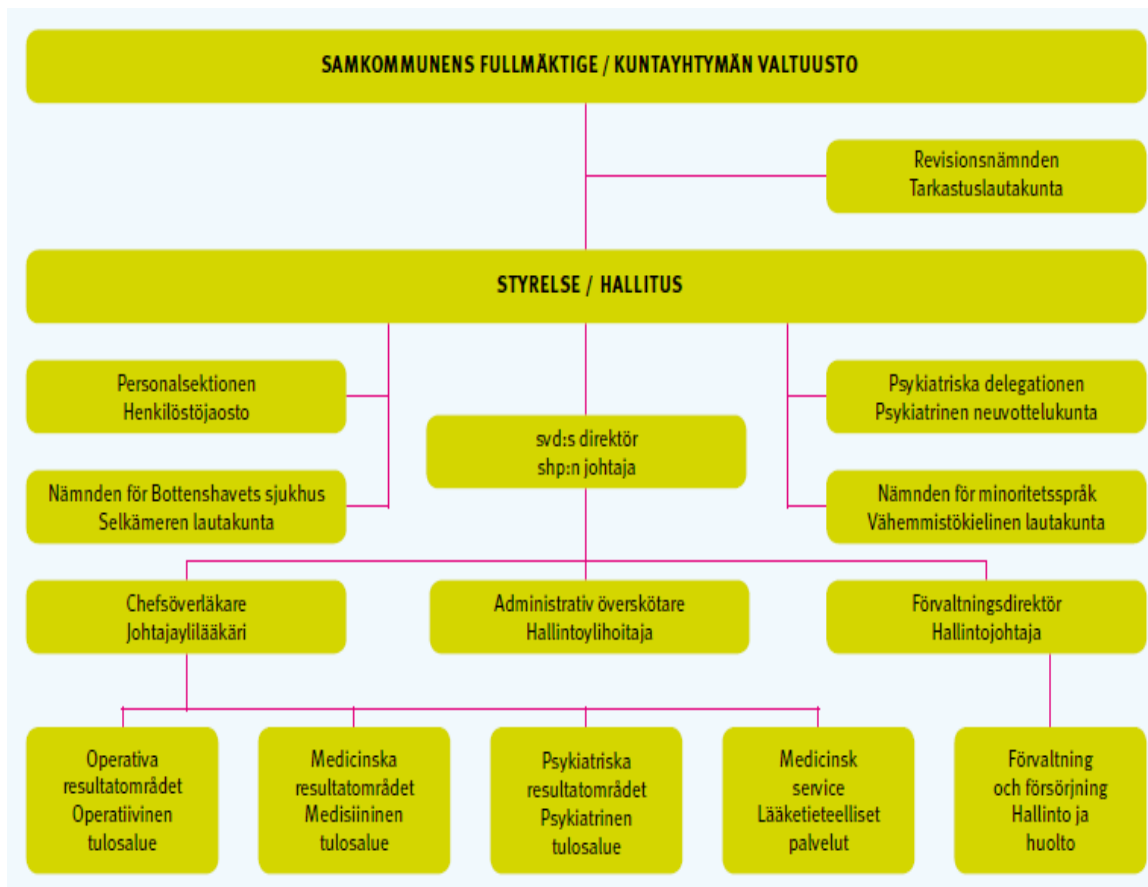 SAMKOMMUNENS FULLMÄKTIGE / KUNTAYHTYMÄN VALTUUSTO
Revisionsnämnden
Tarkastuslautakunta
STYRELSE / HALLITUS
Personalsektionen
Henkilöstöjaosto
Psykiatriska delegationen
Psykiatrinen neuvottelukunta
svd:s direktör
shp:n johtaja
Nämnden för Bottenshavets sjukhus
Selkämeren lautakunta
Nämnden för minoritetsspråk
Vähemmistökielinen lautakunta
Chefsöverläkare
Johtajaylilääkäri
Administrativ överskötare
Hallintoylihoitaja
Förvaltningsdirektör
Hallintojohtaja
Operativa
resultatområdet
Operatiivinen
tulosalue
Medicinska
resultatområdet
Medisiininen
tulosalue
Psykiatriska
resultatområdet
Psykiatrinen
tulosalue
Medicinsk
service
Lääketieteelliset
palvelut
Förvaltning
och försörjning
Hallinto ja
huolto